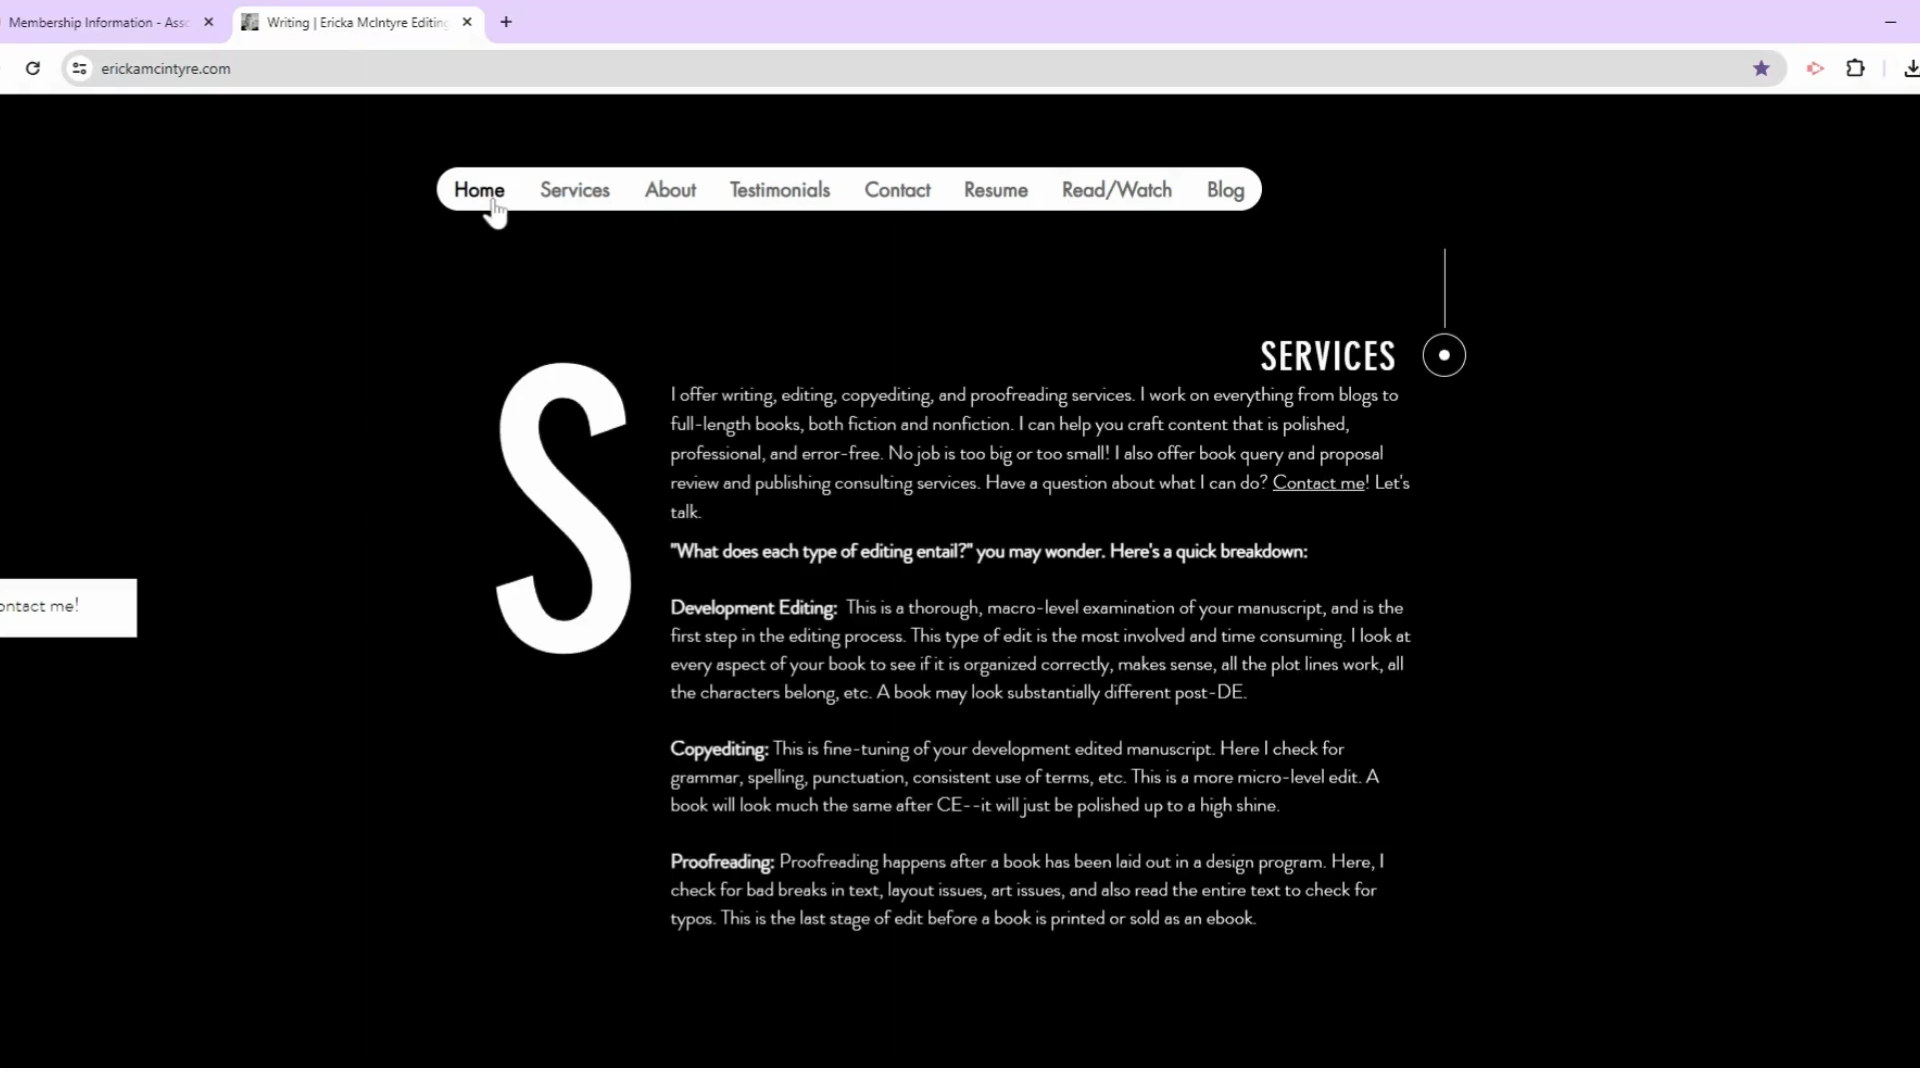 Membership Information - Ass
Writing | Ericka McIntyre Editing
erickamcintyre.com
Home Services About Testimonials Contact Resume Read/Watch Blog
SERVICES
S
I offer writing, editing, copyediting, and proofreading services. I work on everything from blogs to
full-length books, both fiction and nonfiction. I can help you craft content that is polished,
professional, and error-free. No job is too big or too small! I also offer book query and proposal
review and publishing consulting services. Have a question about what I can do? Contact me! Let's
talk.
"What does each type of editing entail?" you may wonder. Here's a quick breakdown:
ontact me!
Development Editing: This is a thorough, macro-level examination of your manuscript, and is the
first step in the editing process. This type of edit is the most involved and time consuming. I look at
every aspect of your book to see if it is organized correctly, makes sense, all the plot lines work, all
the characters belong, etc. A book may look substantially different post-DE.
Copyediting: This is fine-tuning of your development edited manuscript. Here I check for
grammar, spelling, punctuation, consistent use of terms, etc. This is a more micro-level edit. A
book will look much the same after CE--it will just be polished up to a high shine.
Proofreading: Proofreading happens after a book has been laid out in a design program. Here, I
check for bad breaks in text, layout issues, art issues, and also read the entire text to check for
typos. This is the last stage of edit before a book is printed or sold as an ebook.